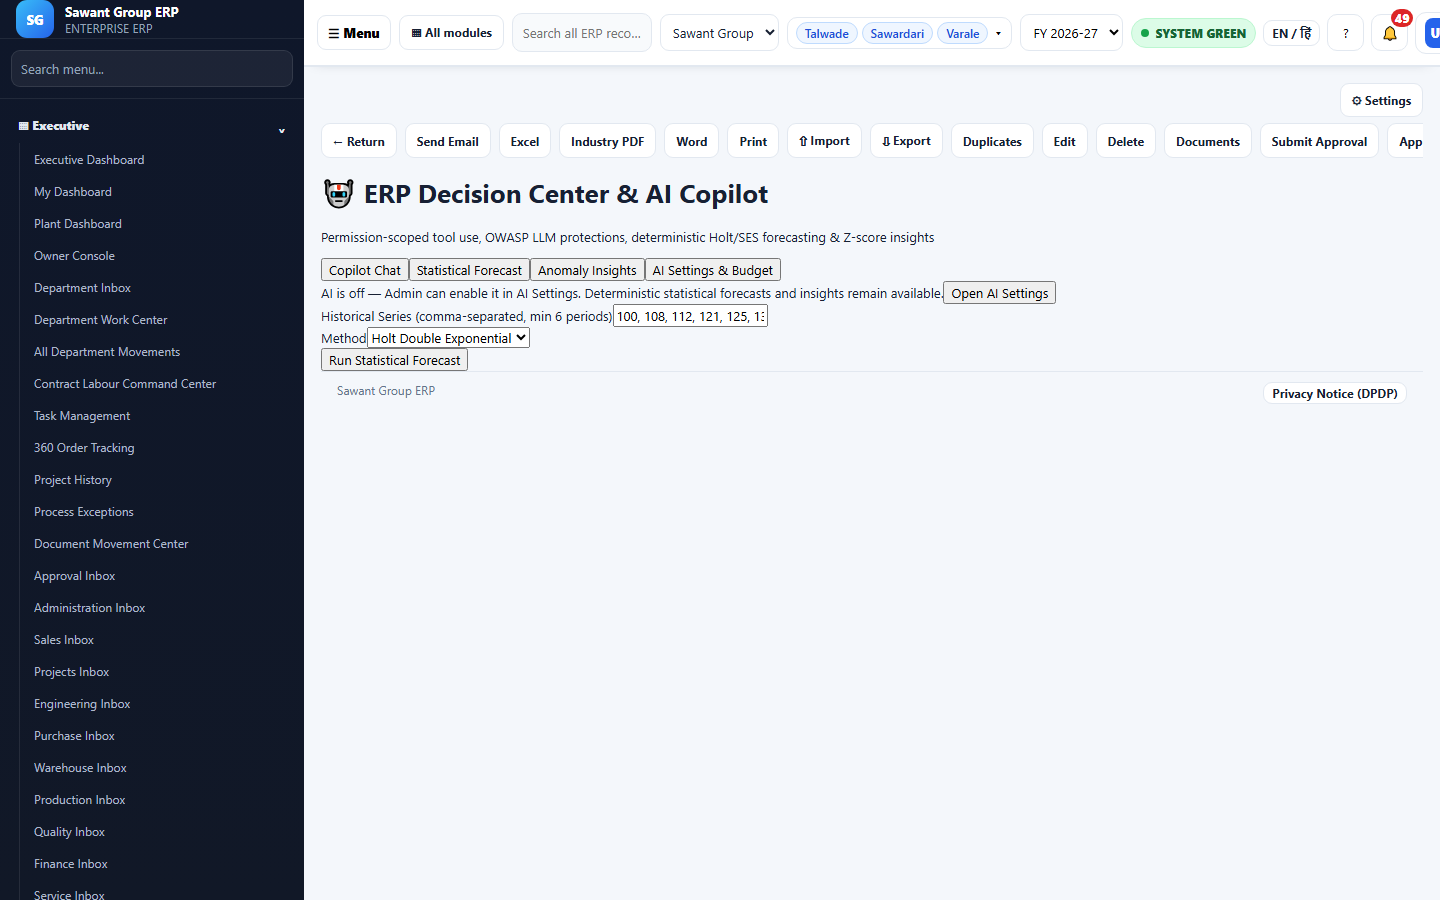 SG
Sawant Group ERP
ENTERPRISE ERP
☰ Menu
All modules
Search all ERP reco...
Sawant Group
Talwade Sawardari Varale
FY 2026-27
SYSTEM GREEN
EN / हिं
?
49
U
Search menu...
⚙ Settings
Executive
← Return Send Email Excel Industry PDF Word Print ⇧ Import ⇩ Export Duplicates Edit Delete Documents Submit Approval App
Executive Dashboard
My Dashboard
Plant Dashboard
Owner Console
Department Inbox
Department Work Center
All Department Movements
Contract Labour Command Center
Task Management
360 Order Tracking
Project History
Process Exceptions
Document Movement Center
Approval Inbox
Administration Inbox
Sales Inbox
Projects Inbox
Engineering Inbox
Purchase Inbox
Warehouse Inbox
Production Inbox
Quality Inbox
Finance Inbox
Service Inbox
ERP Decision Center & AI Copilot
Permission-scoped tool use, OWASP LLM protections, deterministic Holt/SES forecasting & Z-score insights
Copilot Chat Statistical Forecast Anomaly Insights AI Settings & Budget
AI is off — Admin can enable it in AI Settings. Deterministic statistical forecasts and insights remain available. Open AI Settings
Historical Series (comma-separated, min 6 periods) 100, 108, 112, 121, 125,
Method Holt Double Exponential
Run Statistical Forecast
Sawant Group ERP
Privacy Notice (DPDP)